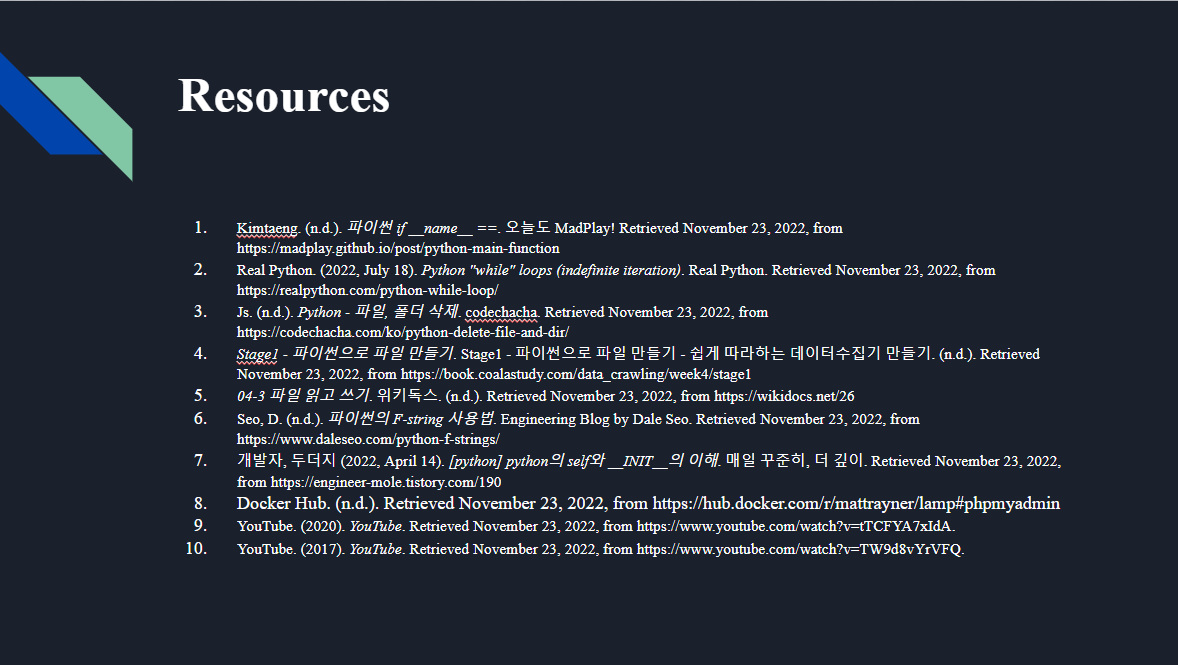 Resources
1. Kimtaeng. (n.d.). 파이썬 if __name__ ==. 오늘도 MadPlay! Retrieved November 23, 2022, from
https://madplay.github.io/post/python-main-function
2. Real Python. (2022, July 18). Python "while" loops (indefinite iteration). Real Python. Retrieved November 23, 2022, from
https://realpython.com/python-while-loop/
3. Js. (n.d.). Python - 파일, 폴더 삭제. codechacha. Retrieved November 23, 2022, from
https://codechacha.com/ko/python-delete-file-and-dir/
4. Stage1 - 파이썬으로 파일 만들기. Stage1 - 파이썬으로 파일 만들기 - 쉽게 따라하는 데이터수집기 만들기. (n.d.). Retrieved
November 23, 2022, from https://book.coalastudy.com/data_crawling/week4/stage1
5. 04-3 파일 읽고 쓰기. 위키독스. (n.d.). Retrieved November 23, 2022, from https://wikidocs.net/26
6. Seo, D. (n.d.). 파이썬의 F-string 사용법. Engineering Blog by Dale Seo. Retrieved November 23, 2022, from
https://www.daleseo.com/python-f-strings/
7. 개발자, 두더지 (2022, April 14). [python] python의 self와 __INIT__의 이해. 매일 꾸준히, 더 깊이. Retrieved November 23, 2022,
from https://engineer-mole.tistory.com/190
8. Docker Hub. (n.d.). Retrieved November 23, 2022, from https://hub.docker.com/r/mattrayner/lamp#phpmyadmin
9. YouTube. (2020). YouTube. Retrieved November 23, 2022, from https://www.youtube.com/watch?v=tTCFYA7xIdA.
10. YouTube. (2017). YouTube. Retrieved November 23, 2022, from https://www.youtube.com/watch?v=TW9d8vYrVFQ.